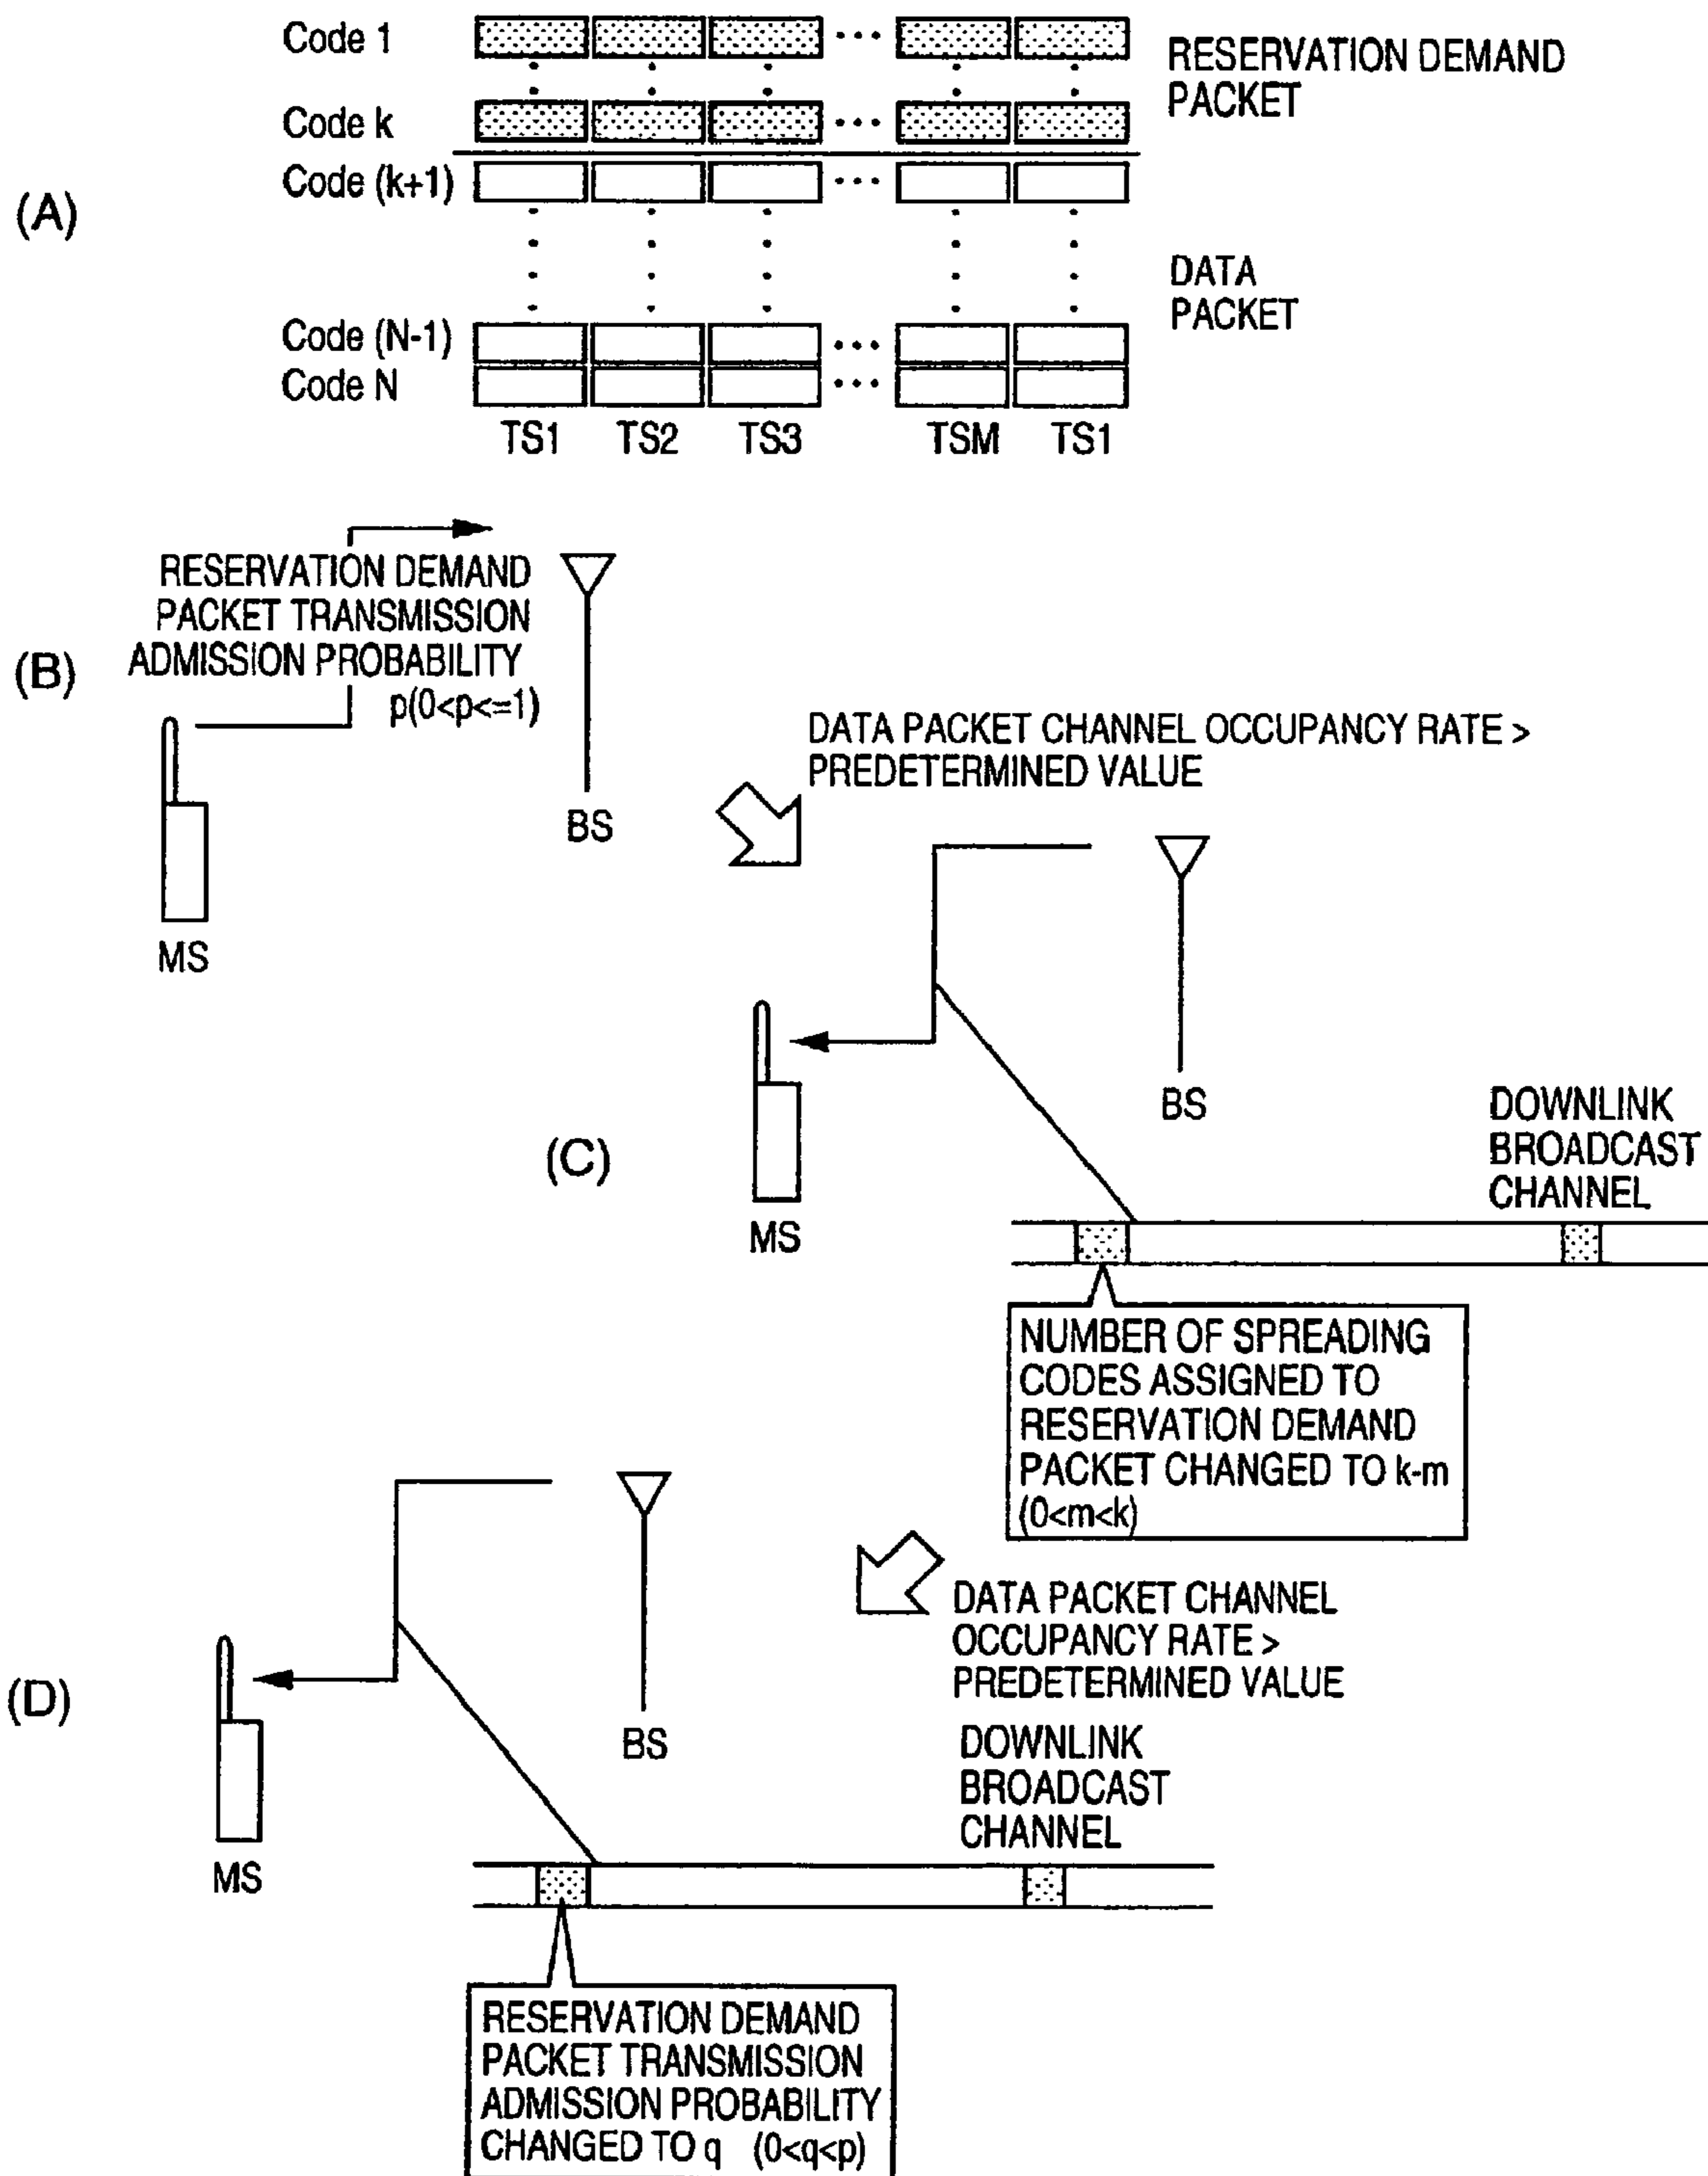 Code 1
RESERVATION DEMAND
PACKET
Code k
Code (k+1)
(A)
DATA
PACKET
Code (N-1)
Code N
TS1 TS2 TS3 ... TSM TS1
(B)
RESERVATION DEMAND
PACKET TRANSMISSION
ADMISSION PROBABILITY
p(0<p<=1)
BS
MS
DATA PACKET CHANNEL OCCUPANCY RATE >
PREDETERMINED VALUE
(C)
BS
MS
DOWNLINK
BROADCAST
CHANNEL
NUMBER OF SPREADING
CODES ASSIGNED TO
RESERVATION DEMAND
PACKET CHANGED TO k-m
(0<m<k)
DATA PACKET CHANNEL
OCCUPANCY RATE >
PREDETERMINED VALUE
(D)
BS
MS
DOWNLINK
BROADCAST
CHANNEL
RESERVATION DEMAND
PACKET TRANSMISSION
ADMISSION PROBABILITY
CHANGED TO q (0<q<p)